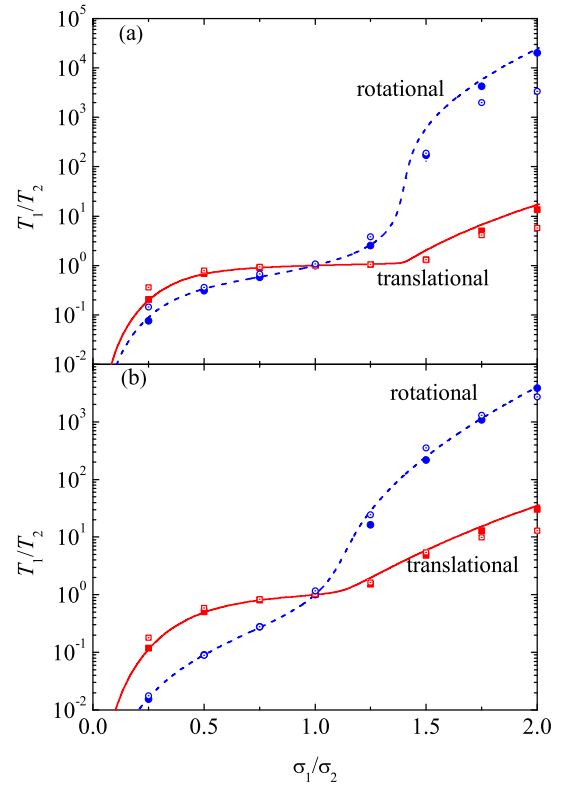 (a)
10^5
10^4
10^3
10^2
10^1
10^0
10^-1
10^-2
T_1/T_2
rotational
translational
(b)
10^3
10^2
10^1
10^0
10^-1
10^-2
T_1/T_2
rotational
translational
0.0 0.5 1.0 1.5 2.0
σ_1/σ_2